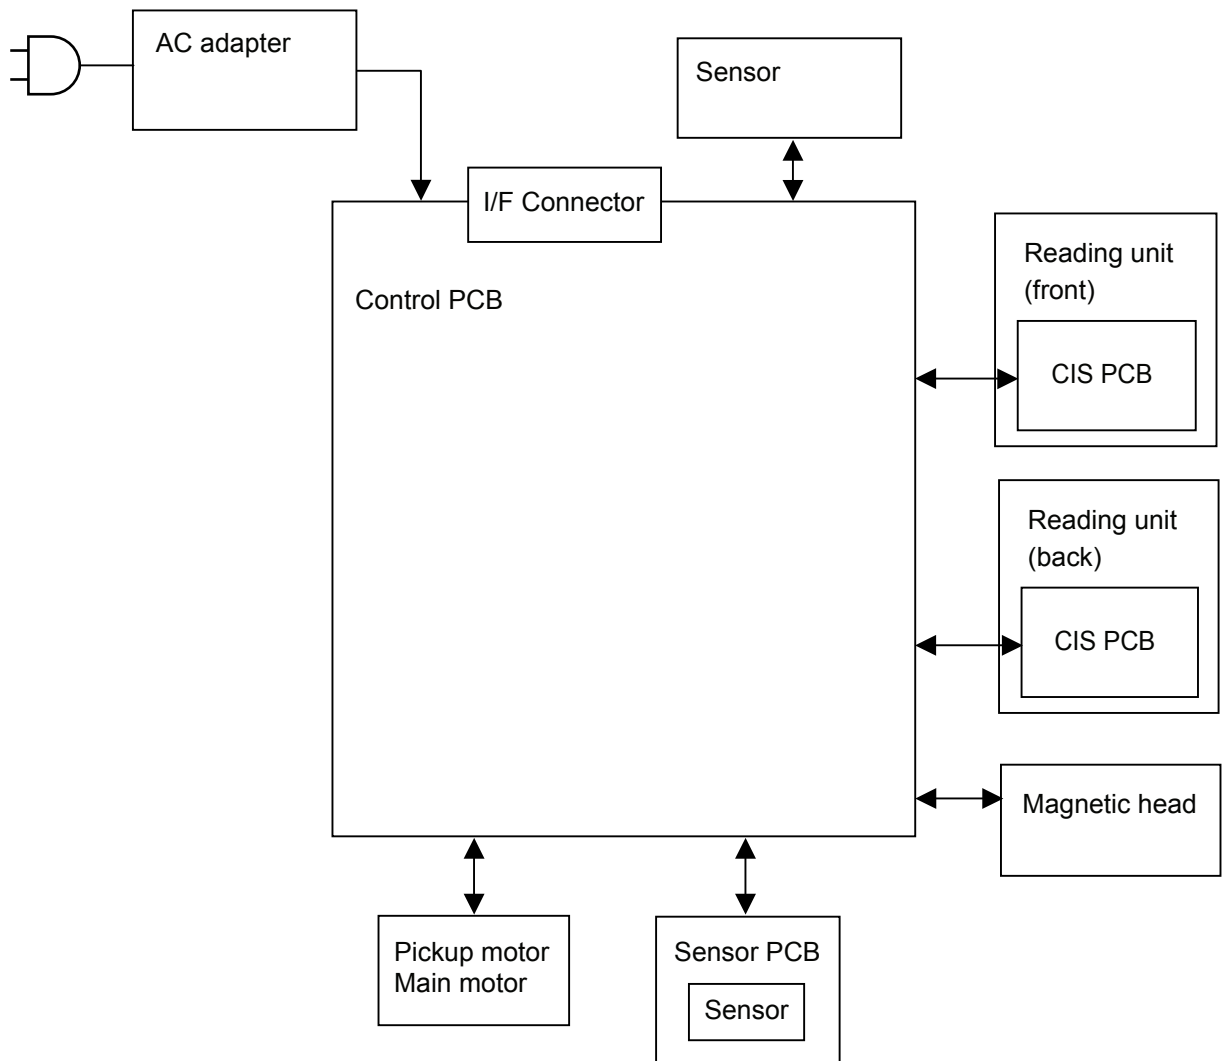 AC adapter
Sensor
I/F Connector
Control PCB
Reading unit
(front)
CIS PCB
Reading unit
(back)
CIS PCB
Magnetic head
Pickup motor
Main motor
Sensor PCB
Sensor